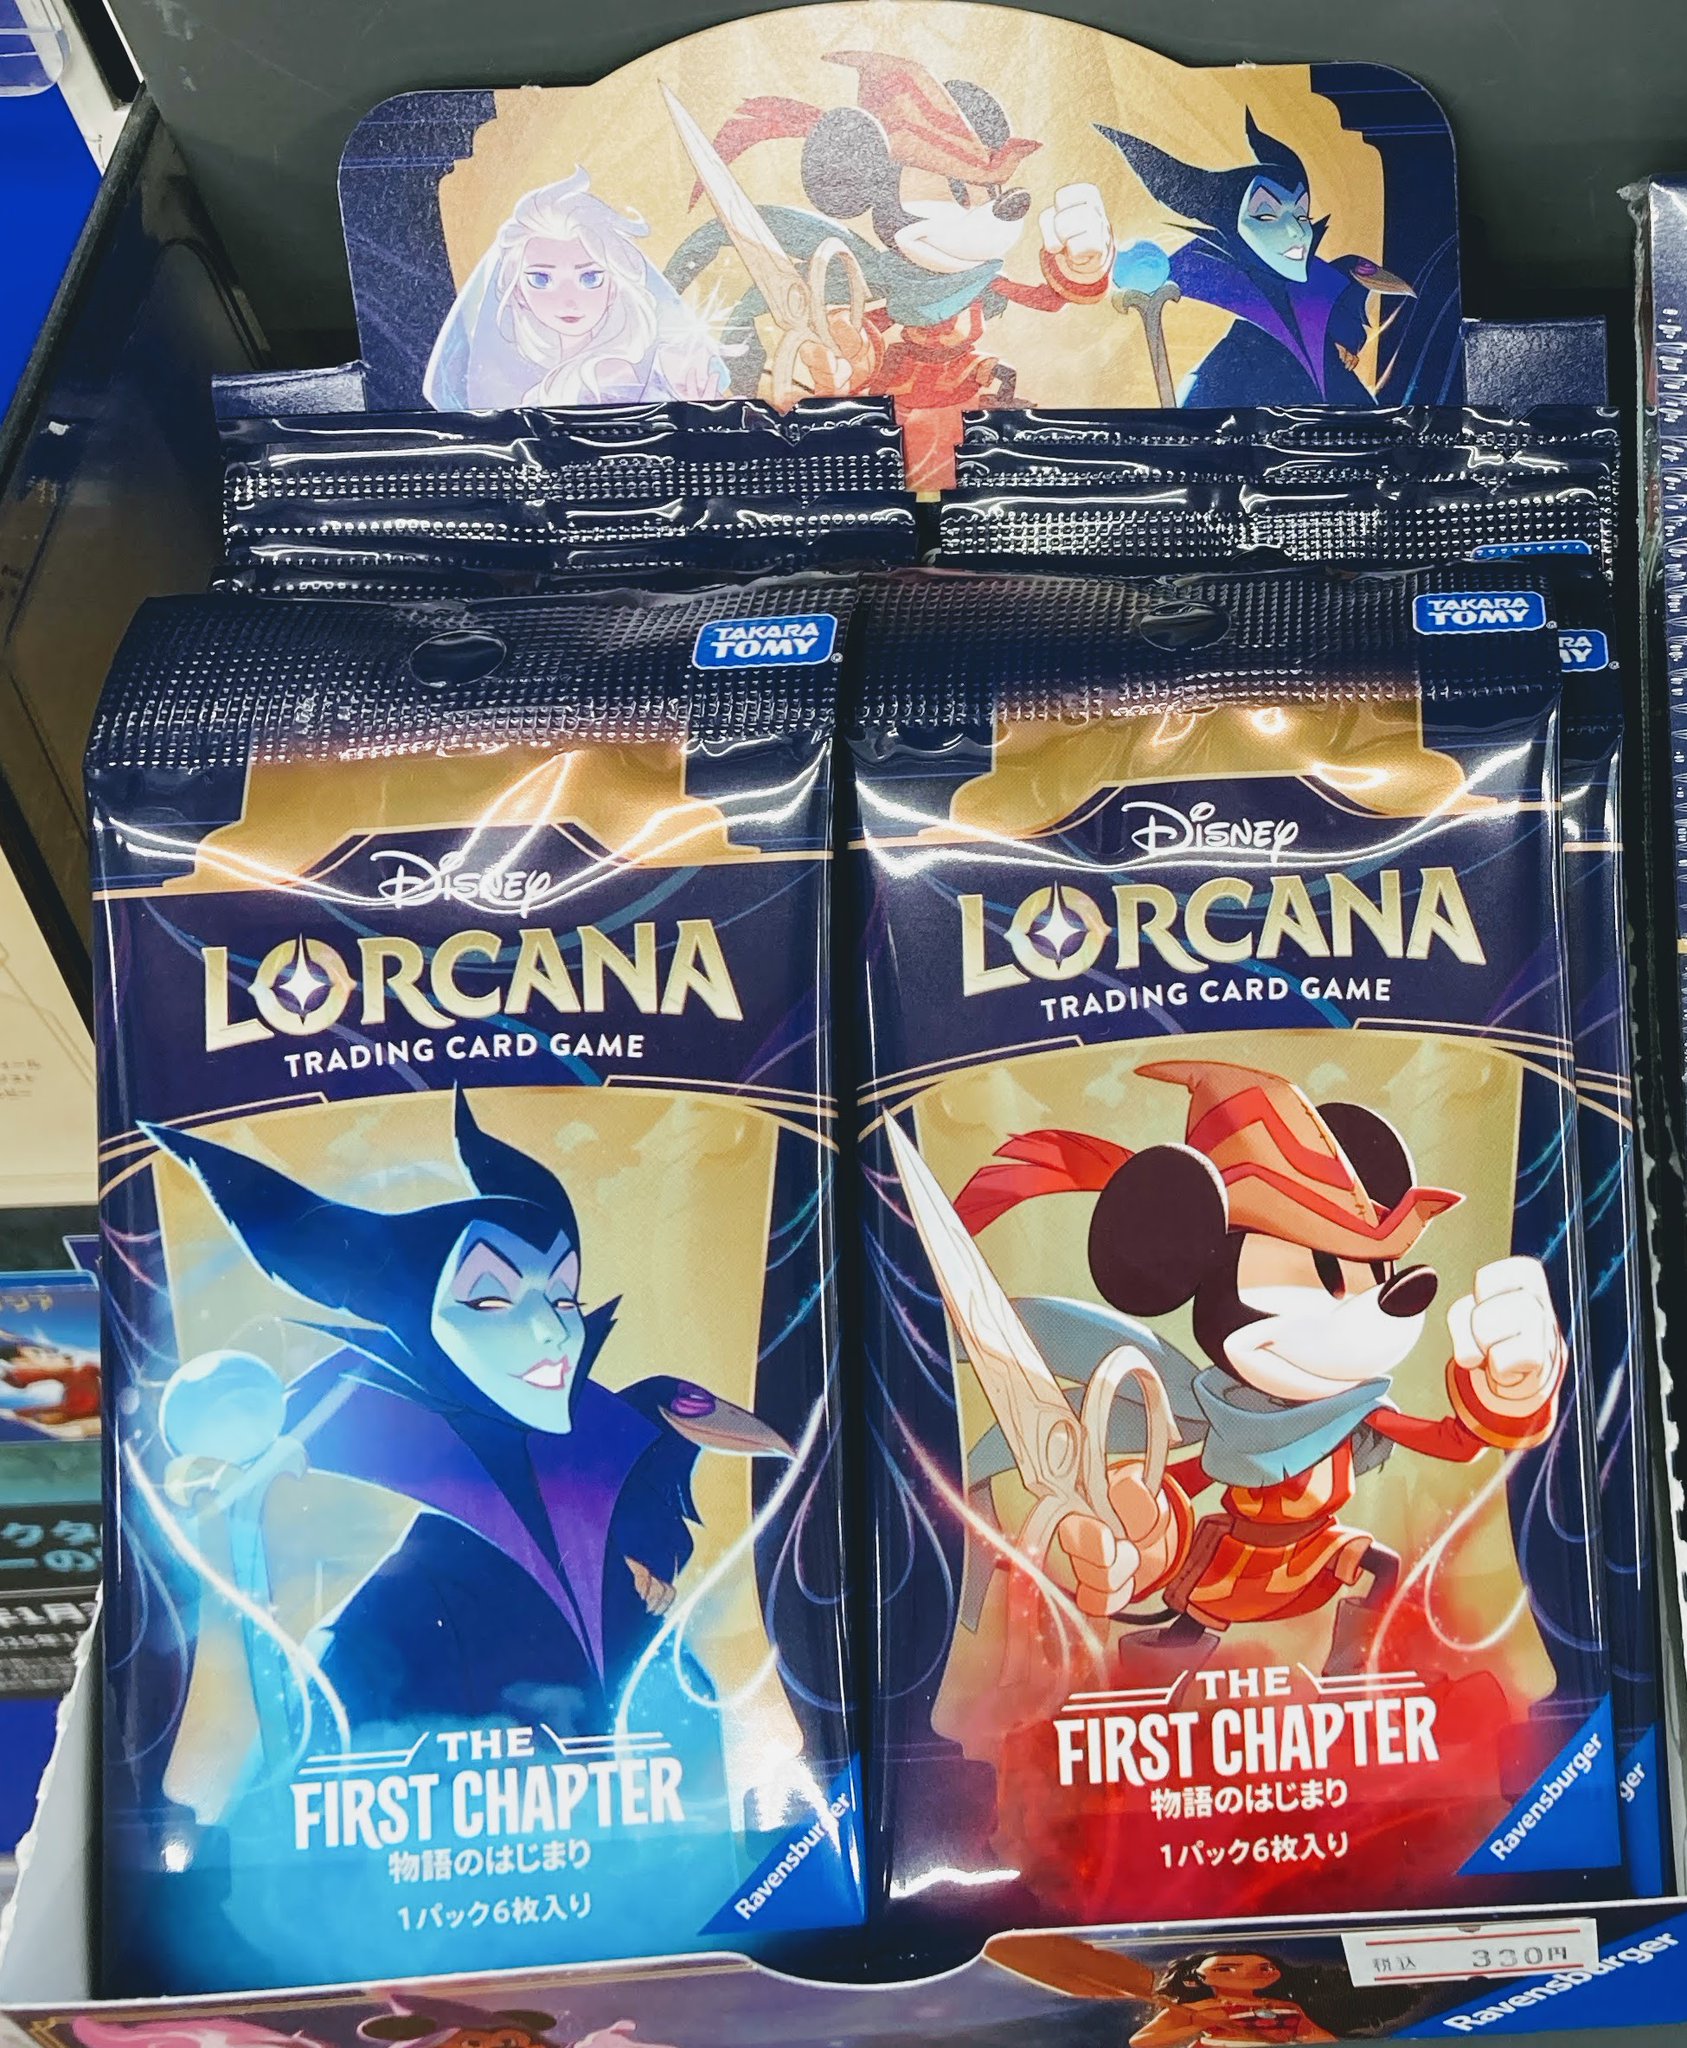 TAKARA
TOMY
Disney
LORCANA
TRADING CARD GAME
THE
FIRST CHAPTER
物語のはじまり
1パック6枚入り
Ravensburger
TAKARA
TOMY
Disney
LORCANA
TRADING CARD GAME
THE
FIRST CHAPTER
物語のはじまり
1パック6枚入り
Ravensburger
税込 330円
Ravensburger